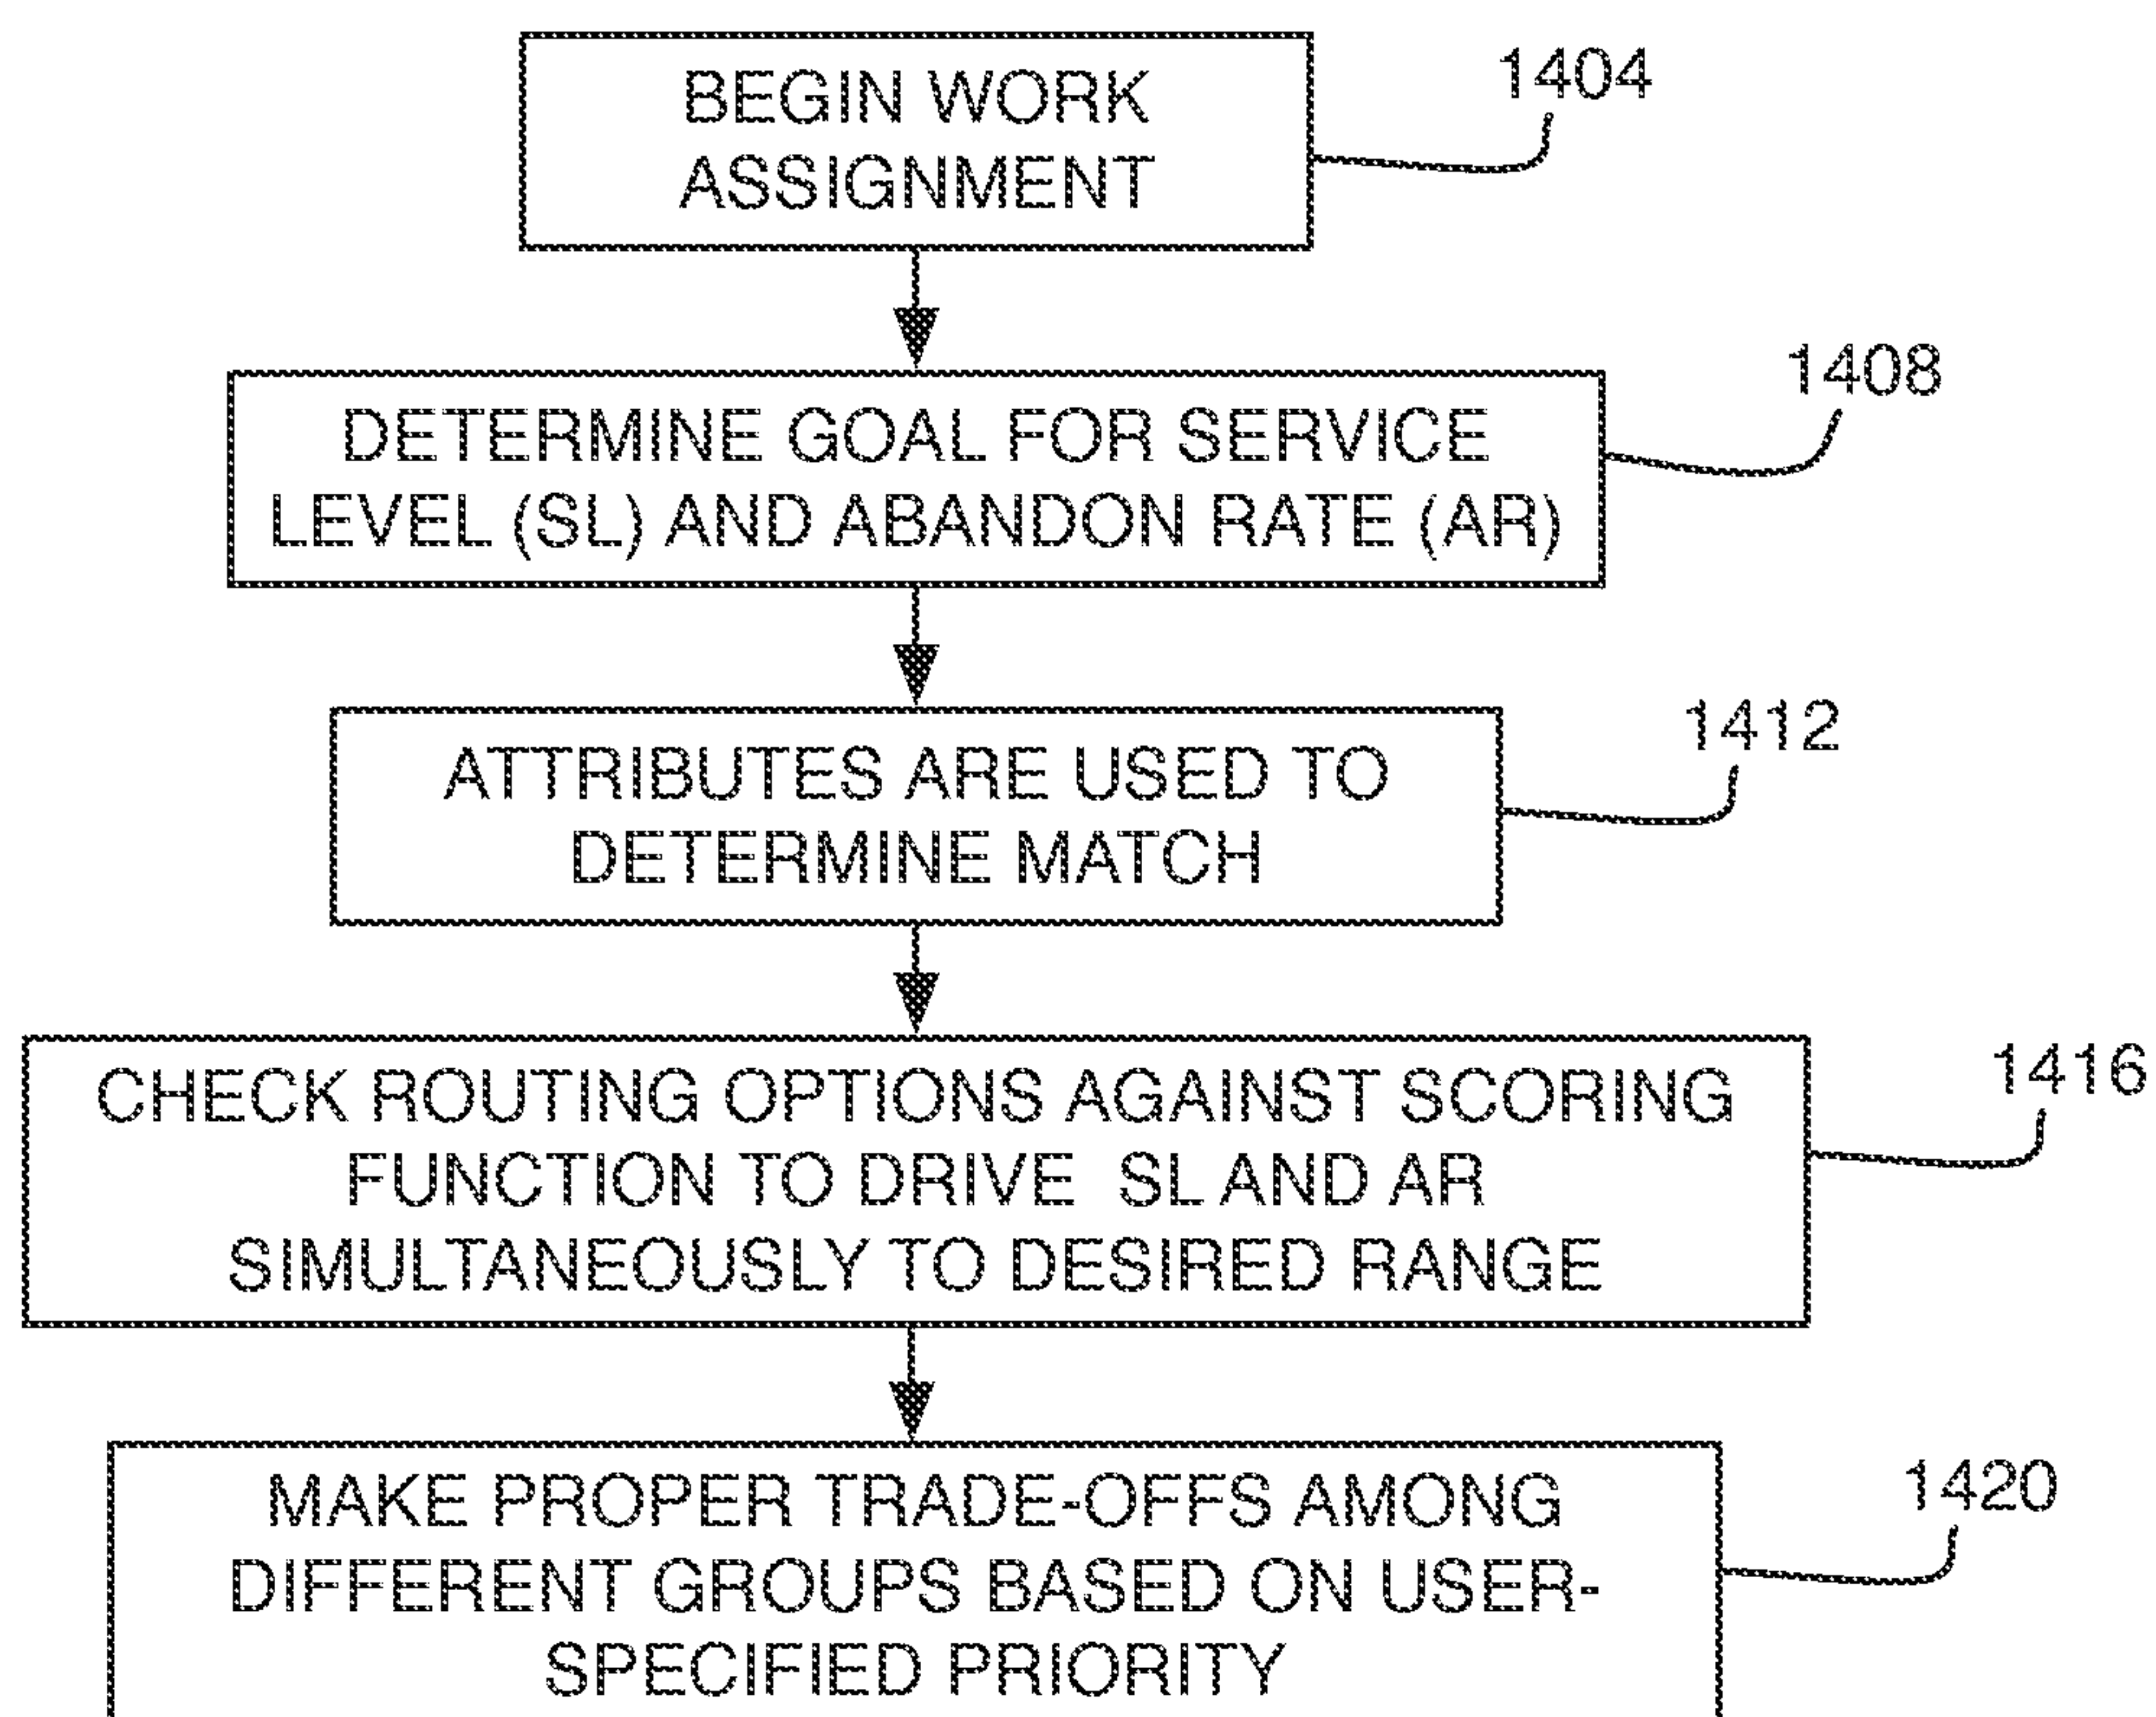 BEGIN WORK
ASSIGNMENT
1404
DETERMINE GOAL FOR SERVICE
LEVEL (SL) AND ABANDON RATE (AR)
1408
ATTRIBUTES ARE USED TO
DETERMINE MATCH
1412
CHECK ROUTING OPTIONS AGAINST SCORING
FUNCTION TO DRIVE SL AND AR
SIMULTANEOUSLY TO DESIRED RANGE
1416
MAKE PROPER TRADE-OFFS AMONG
DIFFERENT GROUPS BASED ON USER-
SPECIFIED PRIORITY
1420